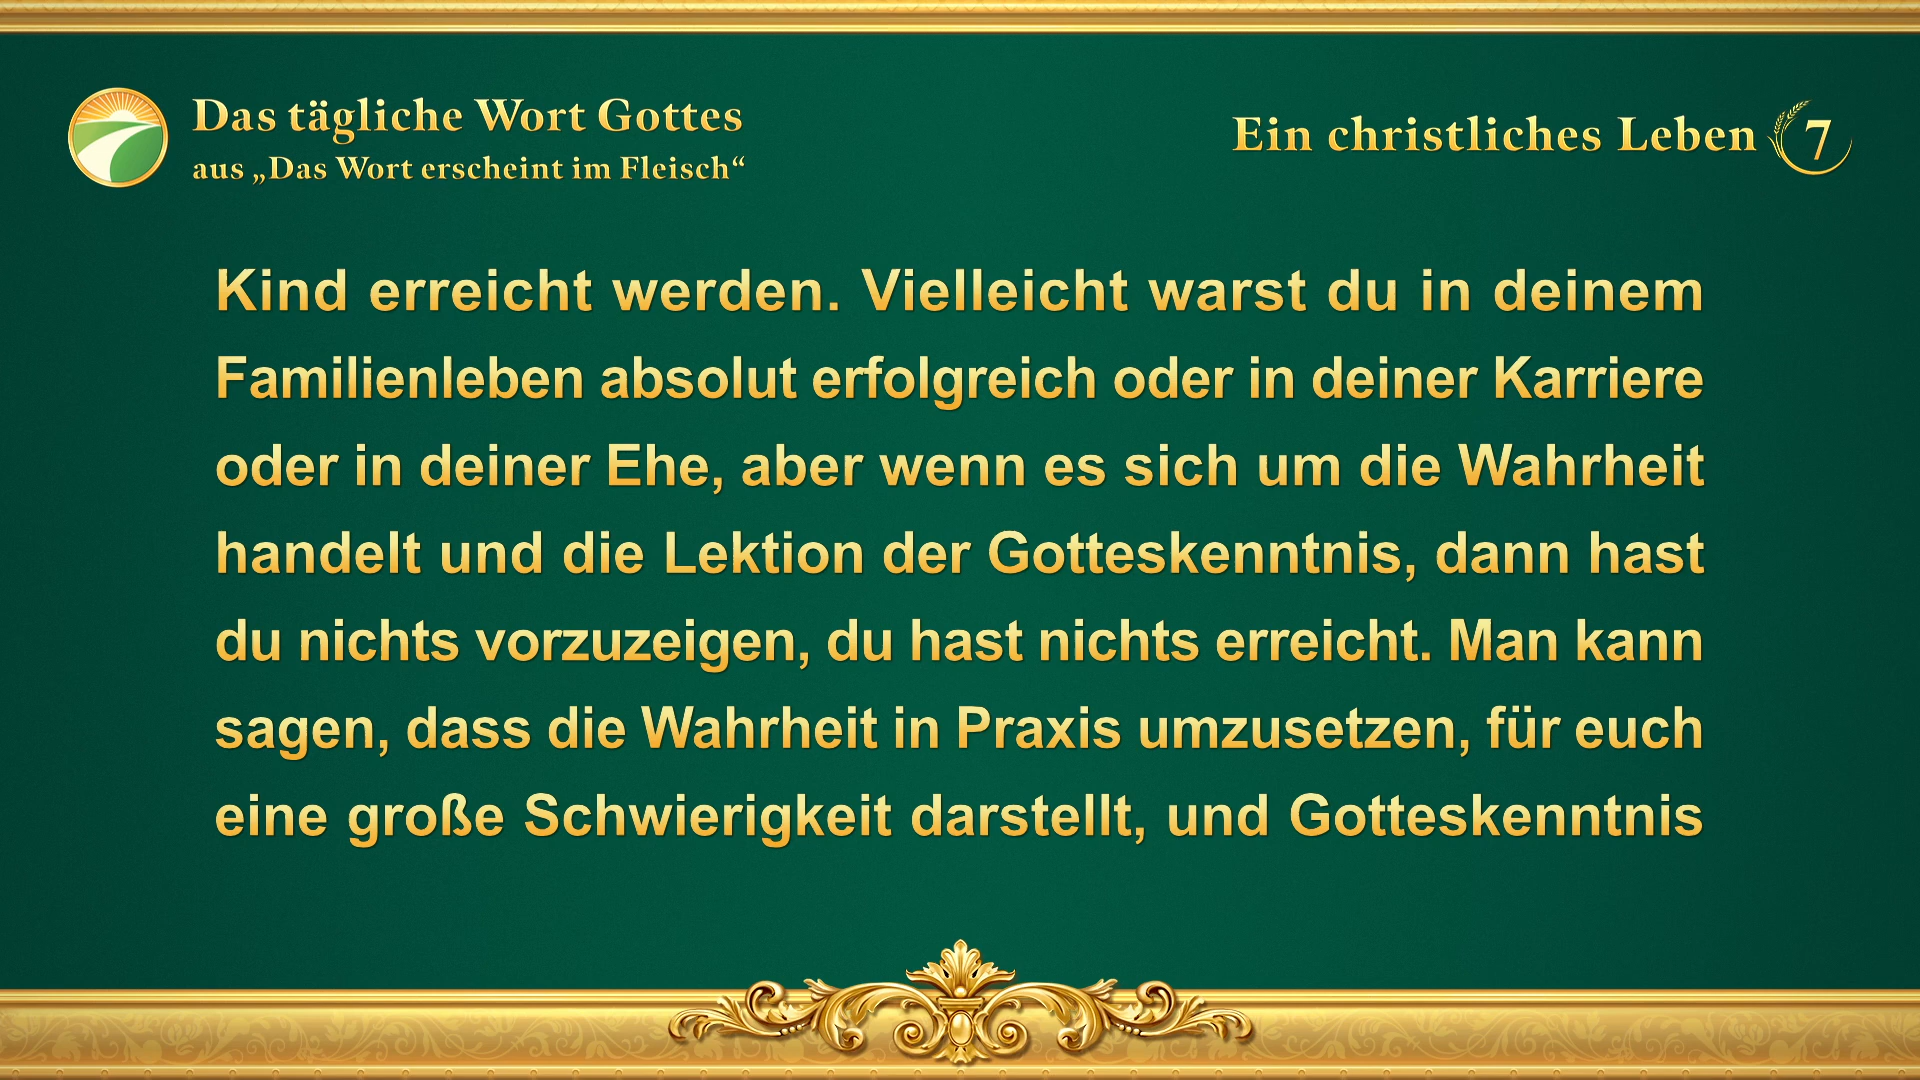 Das tägliche Wort Gottes
aus „Das Wort erscheint im Fleisch“
Ein christliches Leben 7
Kind erreicht werden. Vielleicht warst du in deinem
Familienleben absolut erfolgreich oder in deiner Karriere
oder in deiner Ehe, aber wenn es sich um die Wahrheit
handelt und die Lektion der Gotteskenntnis, dann hast
du nichts vorzuzeigen, du hast nichts erreicht. Man kann
sagen, dass die Wahrheit in Praxis umzusetzen, für euch
eine große Schwierigkeit darstellt, und Gotteskenntnis